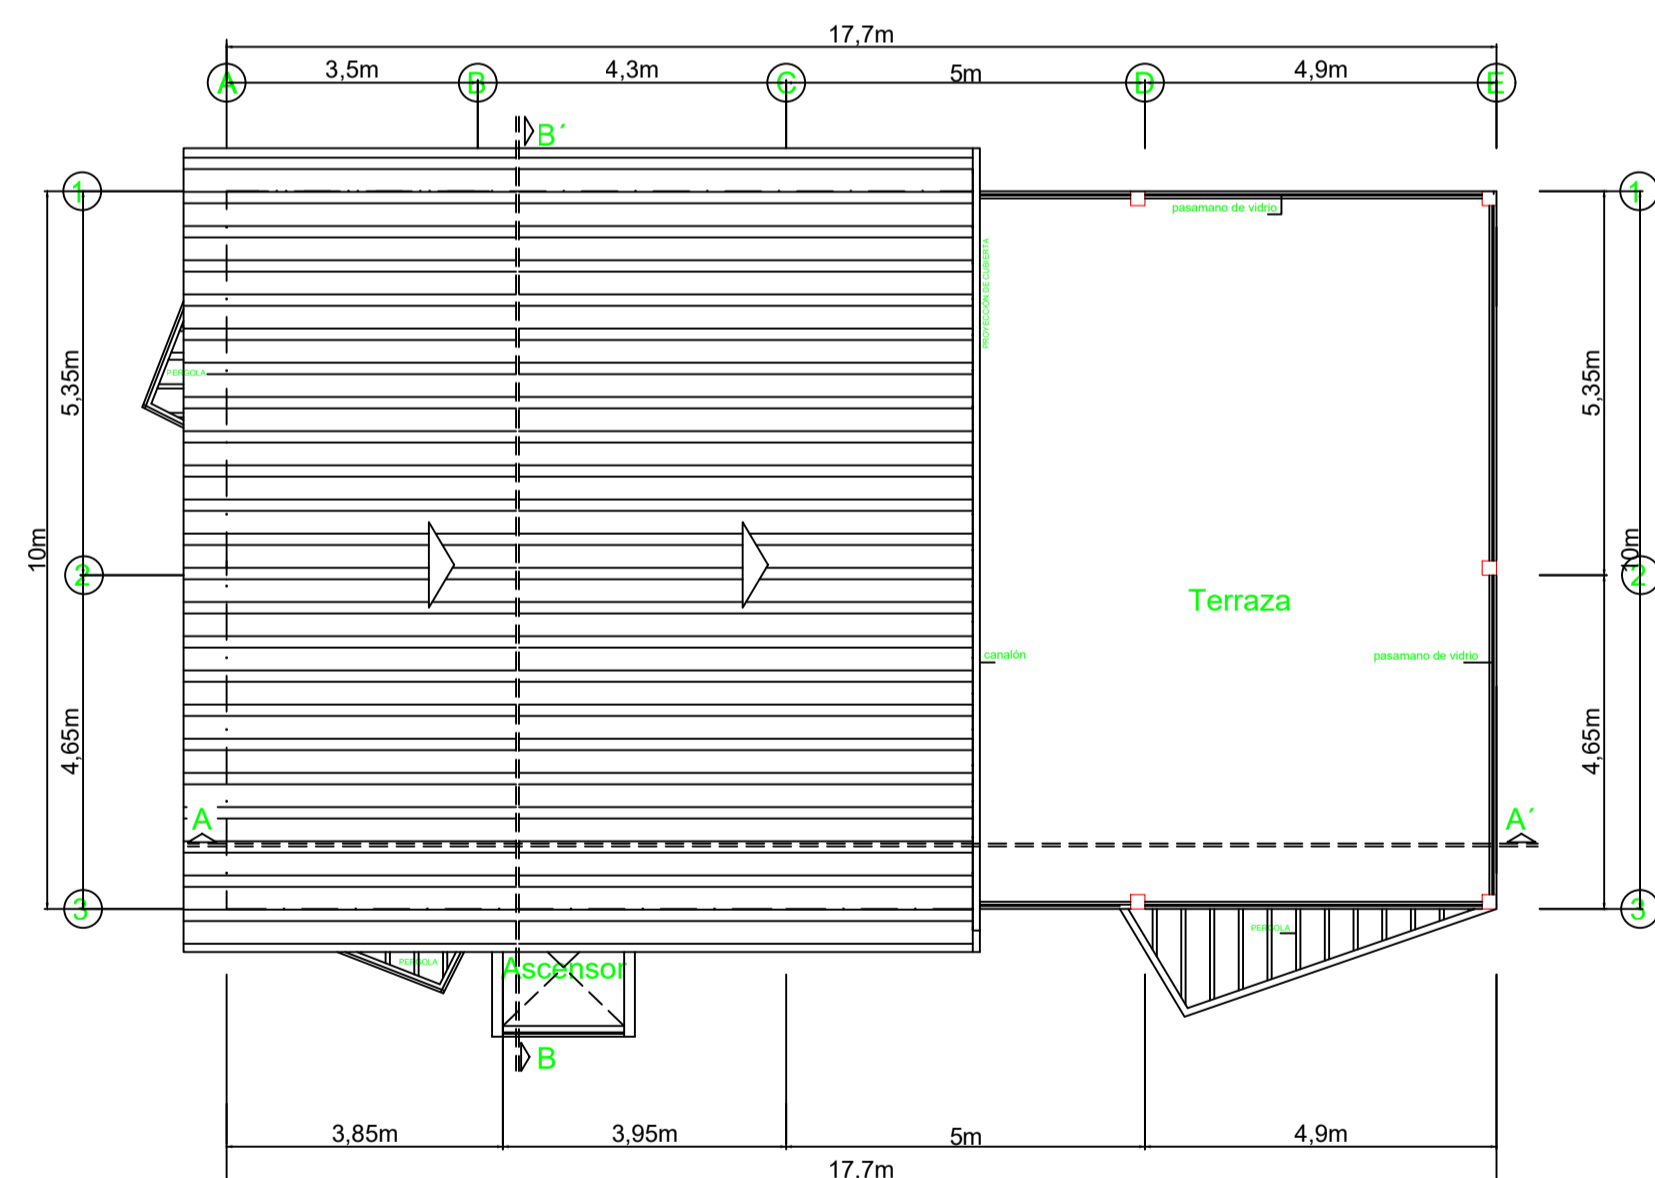 17,7m
3,5m
4,3m
5m
4,9m
A
B
C
D
E
B´
1
1
pasamano de vidrio
PROYECCIÓN DE CUBIERTA
5,35m
5,35m
PERGOLA
10m
10m
2
2
Terraza
canalón
pasamano de vidrio
4,65m
4,65m
A
A´
3
3
PERGOLA
PERGOLA
Ascensor
B
3,85m
3,95m
5m
4,9m
17,7m